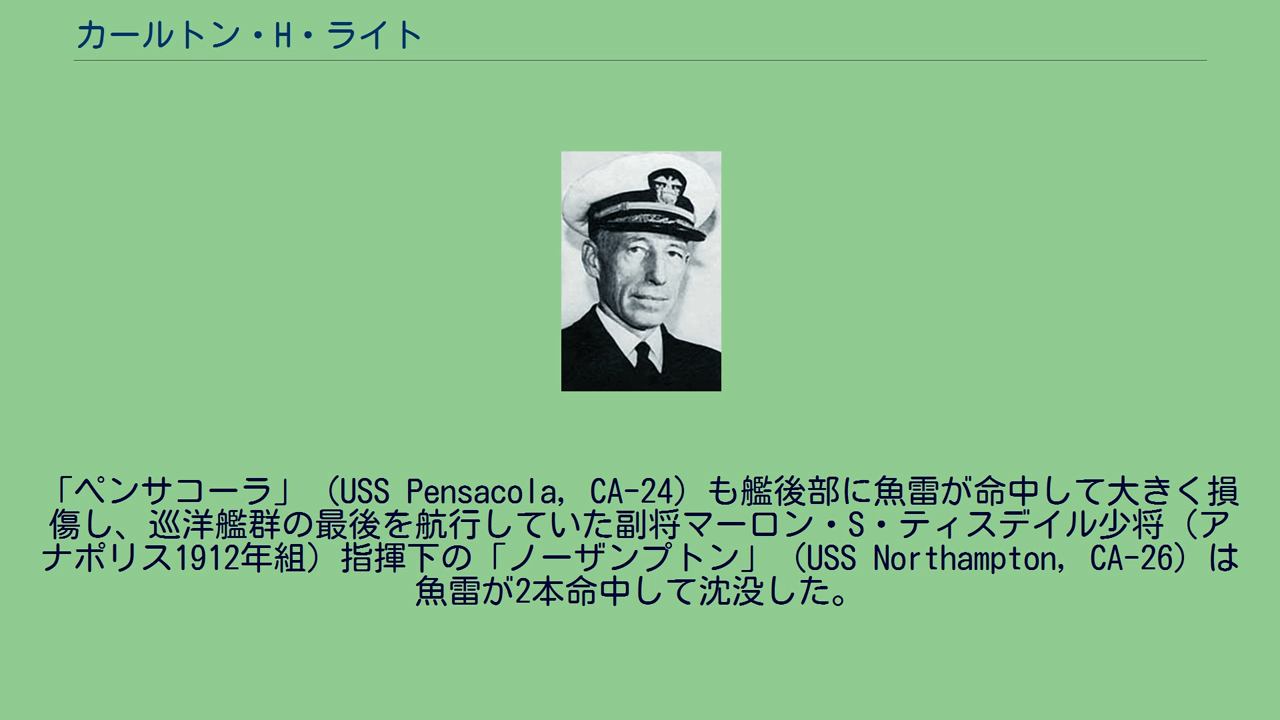 カールトン・H・ライト
「ペンサコーラ」（USS Pensacola, CA-24）も艦後部に魚雷が命中して大きく損
傷し、巡洋艦群の最後を航行していた副将マーロン・S・ティスデイル少将（ア
ナポリス1912年組）指揮下の「ノーザンプトン」（USS Northampton, CA-26）は
魚雷が2本命中して沈没した。